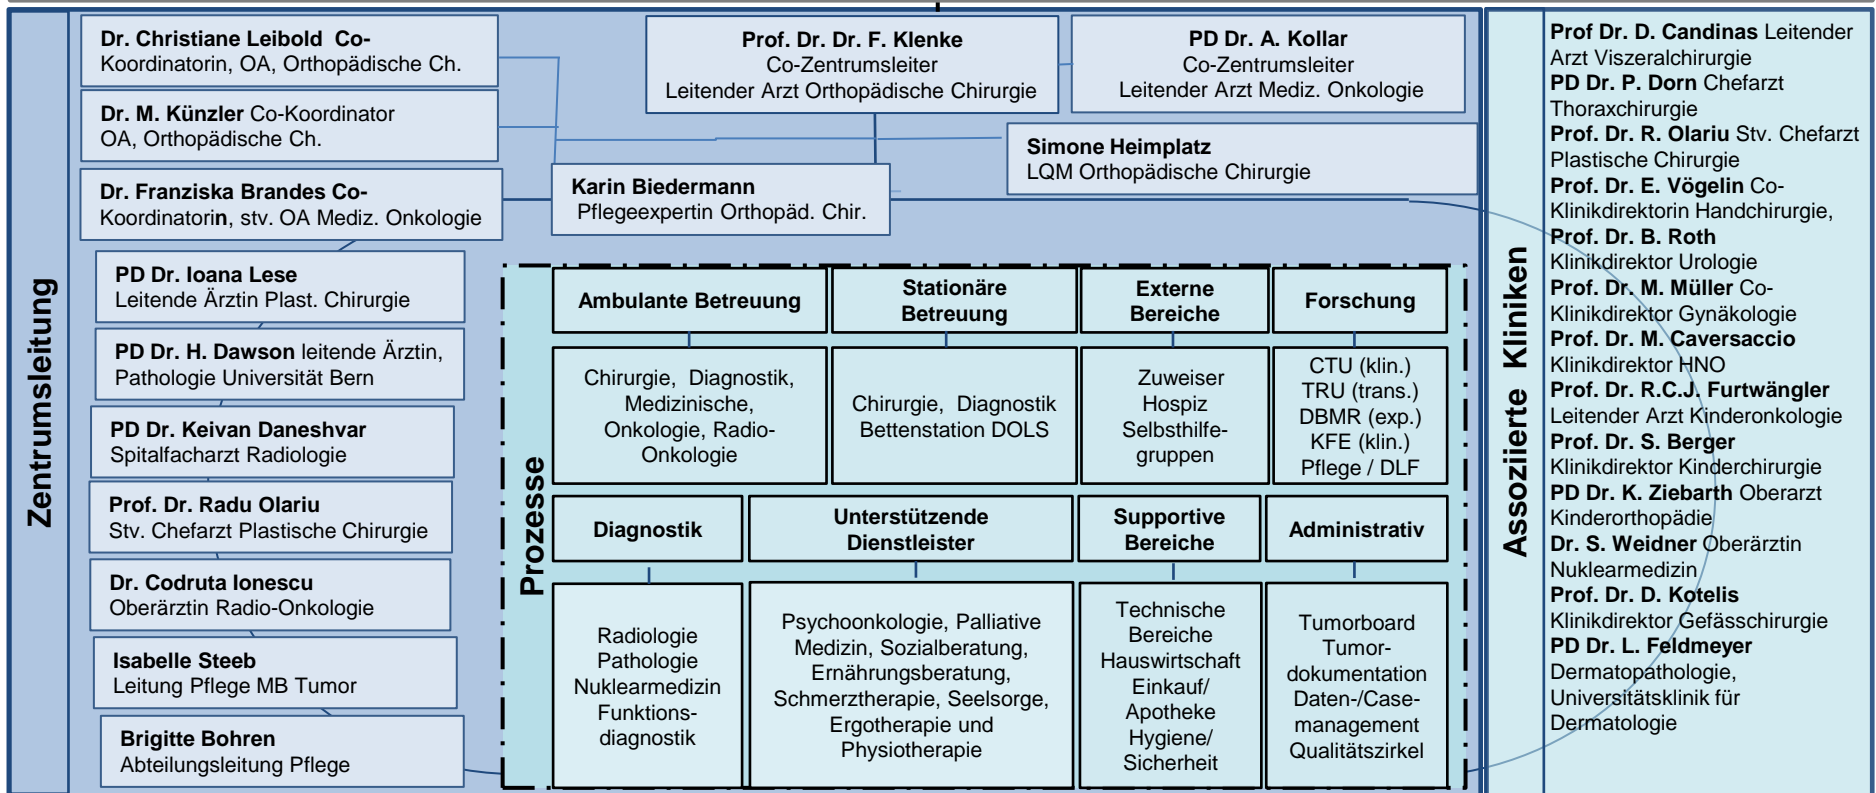 Zentrumsleitung
Dr. Christiane Leibold Co-
Koordinatorin, OA, Orthopädische Ch.
Dr. M. Künzler Co-Koordinator
OA, Orthopädische Ch.
Dr. Franziska Brandes Co-
Koordinatorin, stv. OA Mediz. Onkologie
Prof. Dr. Dr. F. Klenke
Co-Zentrumsleiter
Leitender Arzt Orthopädische Chirurgie
PD Dr. A. Kollar
Co-Zentrumsleiter
Leitender Arzt Mediz. Onkologie
Simone Heimplatz
LQM Orthopädische Chirurgie
Karin Biedermann
Pflegeexpertin Orthopäd. Chir.
PD Dr. Ioana Lese
Leitende Ärztin Plast. Chirurgie
PD Dr. H. Dawson leitende Ärztin,
Pathologie Universität Bern
PD Dr. Keivan Daneshvar
Spitalfacharzt Radiologie
Prof. Dr. Radu Olariu
Stv. Chefarzt Plastische Chirurgie
Dr. Codruta Ionescu
Oberärztin Radio-Onkologie
Isabelle Steeb
Leitung Pflege MB Tumor
Brigitte Bohren
Abteilungsleitung Pflege
Prozesse
Ambulante Betreuung
Chirurgie, Diagnostik,
Medizinische,
Onkologie, Radio-
Onkologie
Stationäre
Betreuung
Chirurgie, Diagnostik
Bettenstation DOLS
Externe
Bereiche
Zuweiser
Hospiz
Selbsthilfe-
gruppen
Forschung
CTU (klin.)
TRU (trans.)
DBMR (exp.)
KFE (klin.)
Pflege / DLF
Diagnostik
Radiologie
Pathologie
Nuklearmedizin
Funktions-
diagnostik
Unterstützende
Dienstleister
Psychoonkologie, Palliative
Medizin, Sozialberatung,
Ernährungsberatung,
Schmerztherapie, Seelsorge,
Ergotherapie und
Physiotherapie
Supportive
Bereiche
Technische
Bereiche
Hauswirtschaft
Einkauf/
Apotheke
Hygiene/
Sicherheit
Administrativ
Tumorboard
Tumor-
dokumentation
Daten-/Case-
management
Qualitätszirkel
Assoziierte Kliniken
Prof Dr. D. Candinas Leitender
Arzt Viszeralchirurgie
PD Dr. P. Dorn Chefarzt
Thoraxchirurgie
Prof. Dr. R. Olariu Stv. Chefarzt
Plastische Chirurgie
Prof. Dr. E. Vögelin Co-
Klinikdirektorin Handchirurgie,
Prof. Dr. B. Roth
Klinikdirektor Urologie
Prof. Dr. M. Müller Co-
Klinikdirektor Gynäkologie
Prof. Dr. M. Caversaccio
Klinikdirektor HNO
Prof. Dr. R.C.J. Furtwängler
Leitender Arzt Kinderonkologie
Prof. Dr. S. Berger
Klinikdirektor Kinderchirurgie
PD Dr. K. Ziebarth Oberarzt
Kinderorthopädie
Dr. S. Weidner Oberärztin
Nuklearmedizin
Prof. Dr. D. Kotelis
Klinikdirektor Gefässchirurgie
PD Dr. L. Feldmeyer
Dermatopathologie,
Universitätsklinik für
Dermatologie